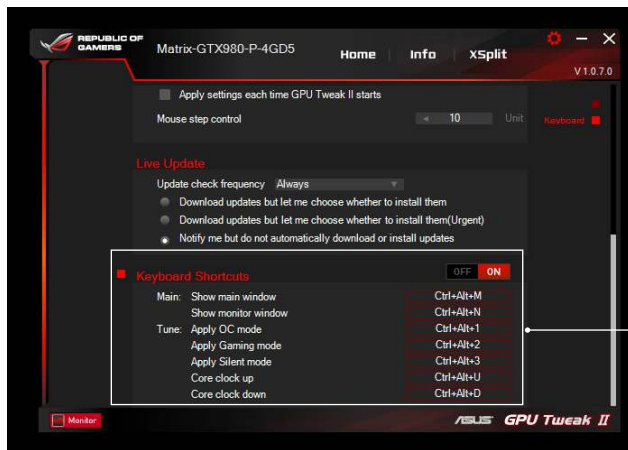 REPUBLIC OF
GAMERS
Matrix-GTX980-P-4GD5
Home
Info
XSplit
V1.0.7.0
Apply settings each time GPU Tweak II starts
Mouse step control
10
Unit
Keyboard
Live Update
Update check frequency Always
Download updates but let me choose whether to install them
Download updates but let me choose whether to install them(Urgent)
Notify me but do not automatically download or install updates
Keyboard Shortcuts
OFF ON
Main: Show main window Ctrl+Alt+M
Show monitor window Ctrl+Alt+N
Tune: Apply OC mode Ctrl+Alt+1
Apply Gaming mode Ctrl+Alt+2
Apply Silent mode Ctrl+Alt+3
Core clock up Ctrl+Alt+U
Core clock down Ctrl+Alt+D
Monitor
ASUS GPU Tweak II